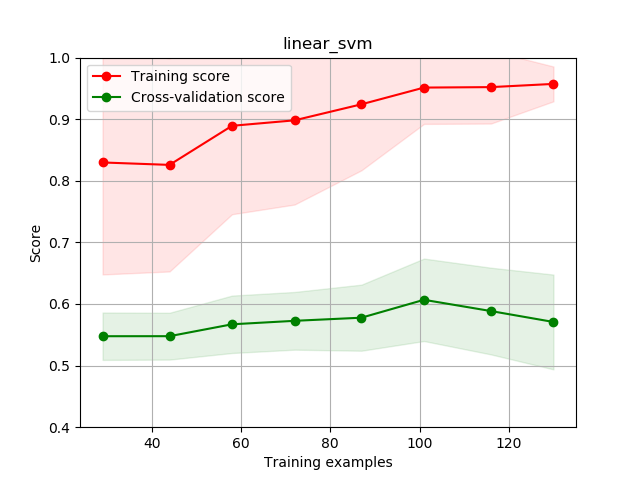 linear_svm
1.0
Training score
Cross-validation score
0.9
0.8
0.7
0.6
0.5
0.4
Score
40 60 80 100 120
Training examples